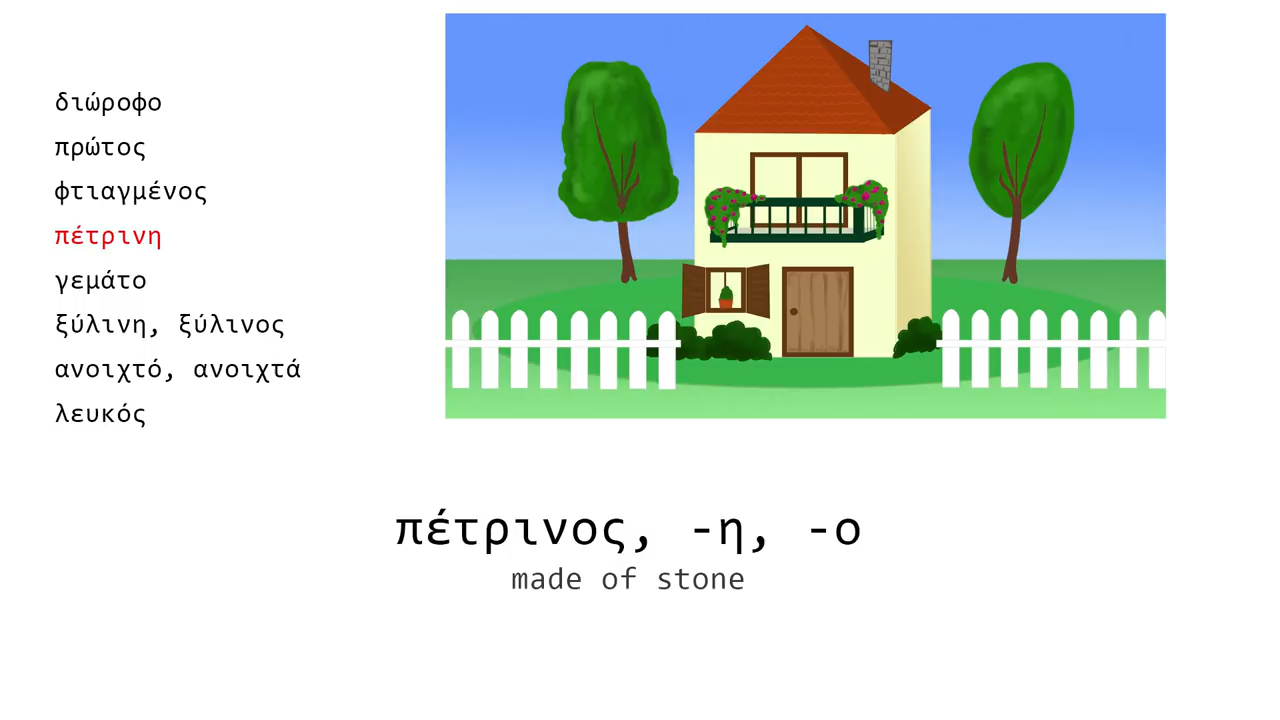 διώροφο
πρώτος
φτιαγμένος
πέτρινη
γεμάτο
ξύλινη, ξύλινος
ανοιχτό, ανοιχτά
λευκός
πέτρινος, -η, -ο
made of stone